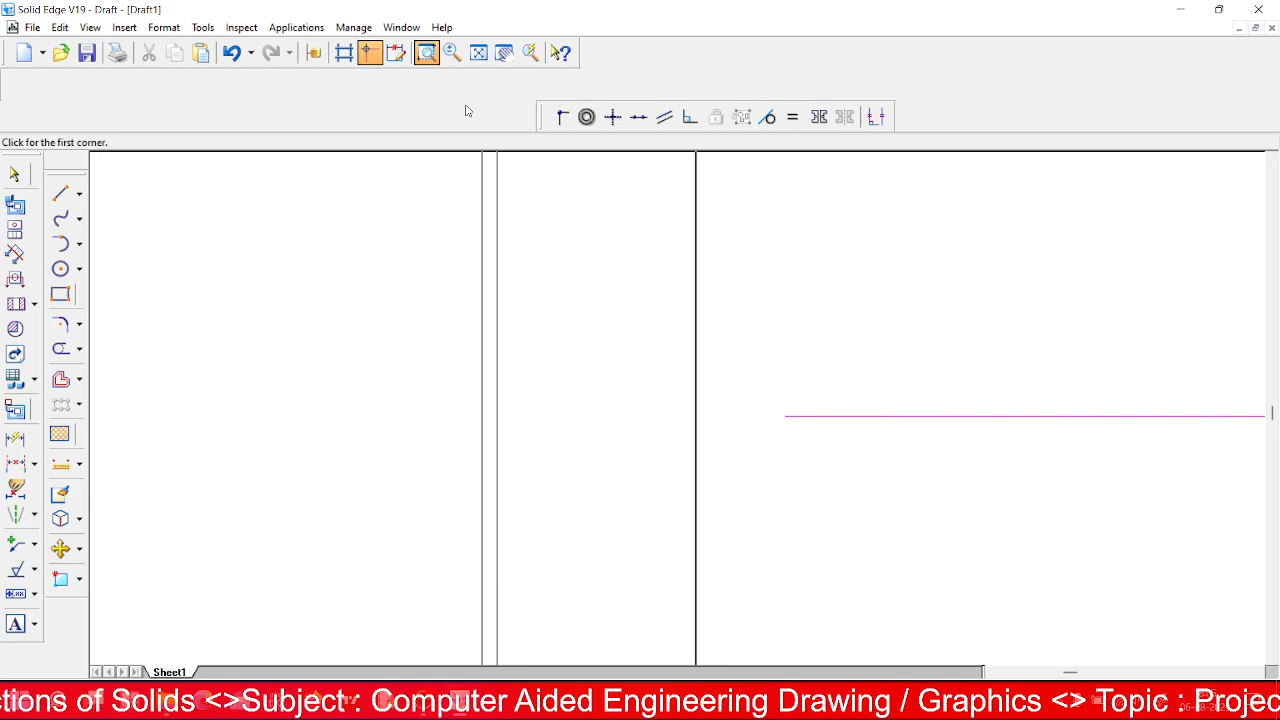 Solid Edge V19 - Draft - [Draft1]
File Edit View Insert Format Tools Inspect Applications Manage Window Help
Click for the first corner.
A
Sheet1
tions of Solids <>Subject : Computer Aided Engineering Drawing / Graphics <> Topic : Projec